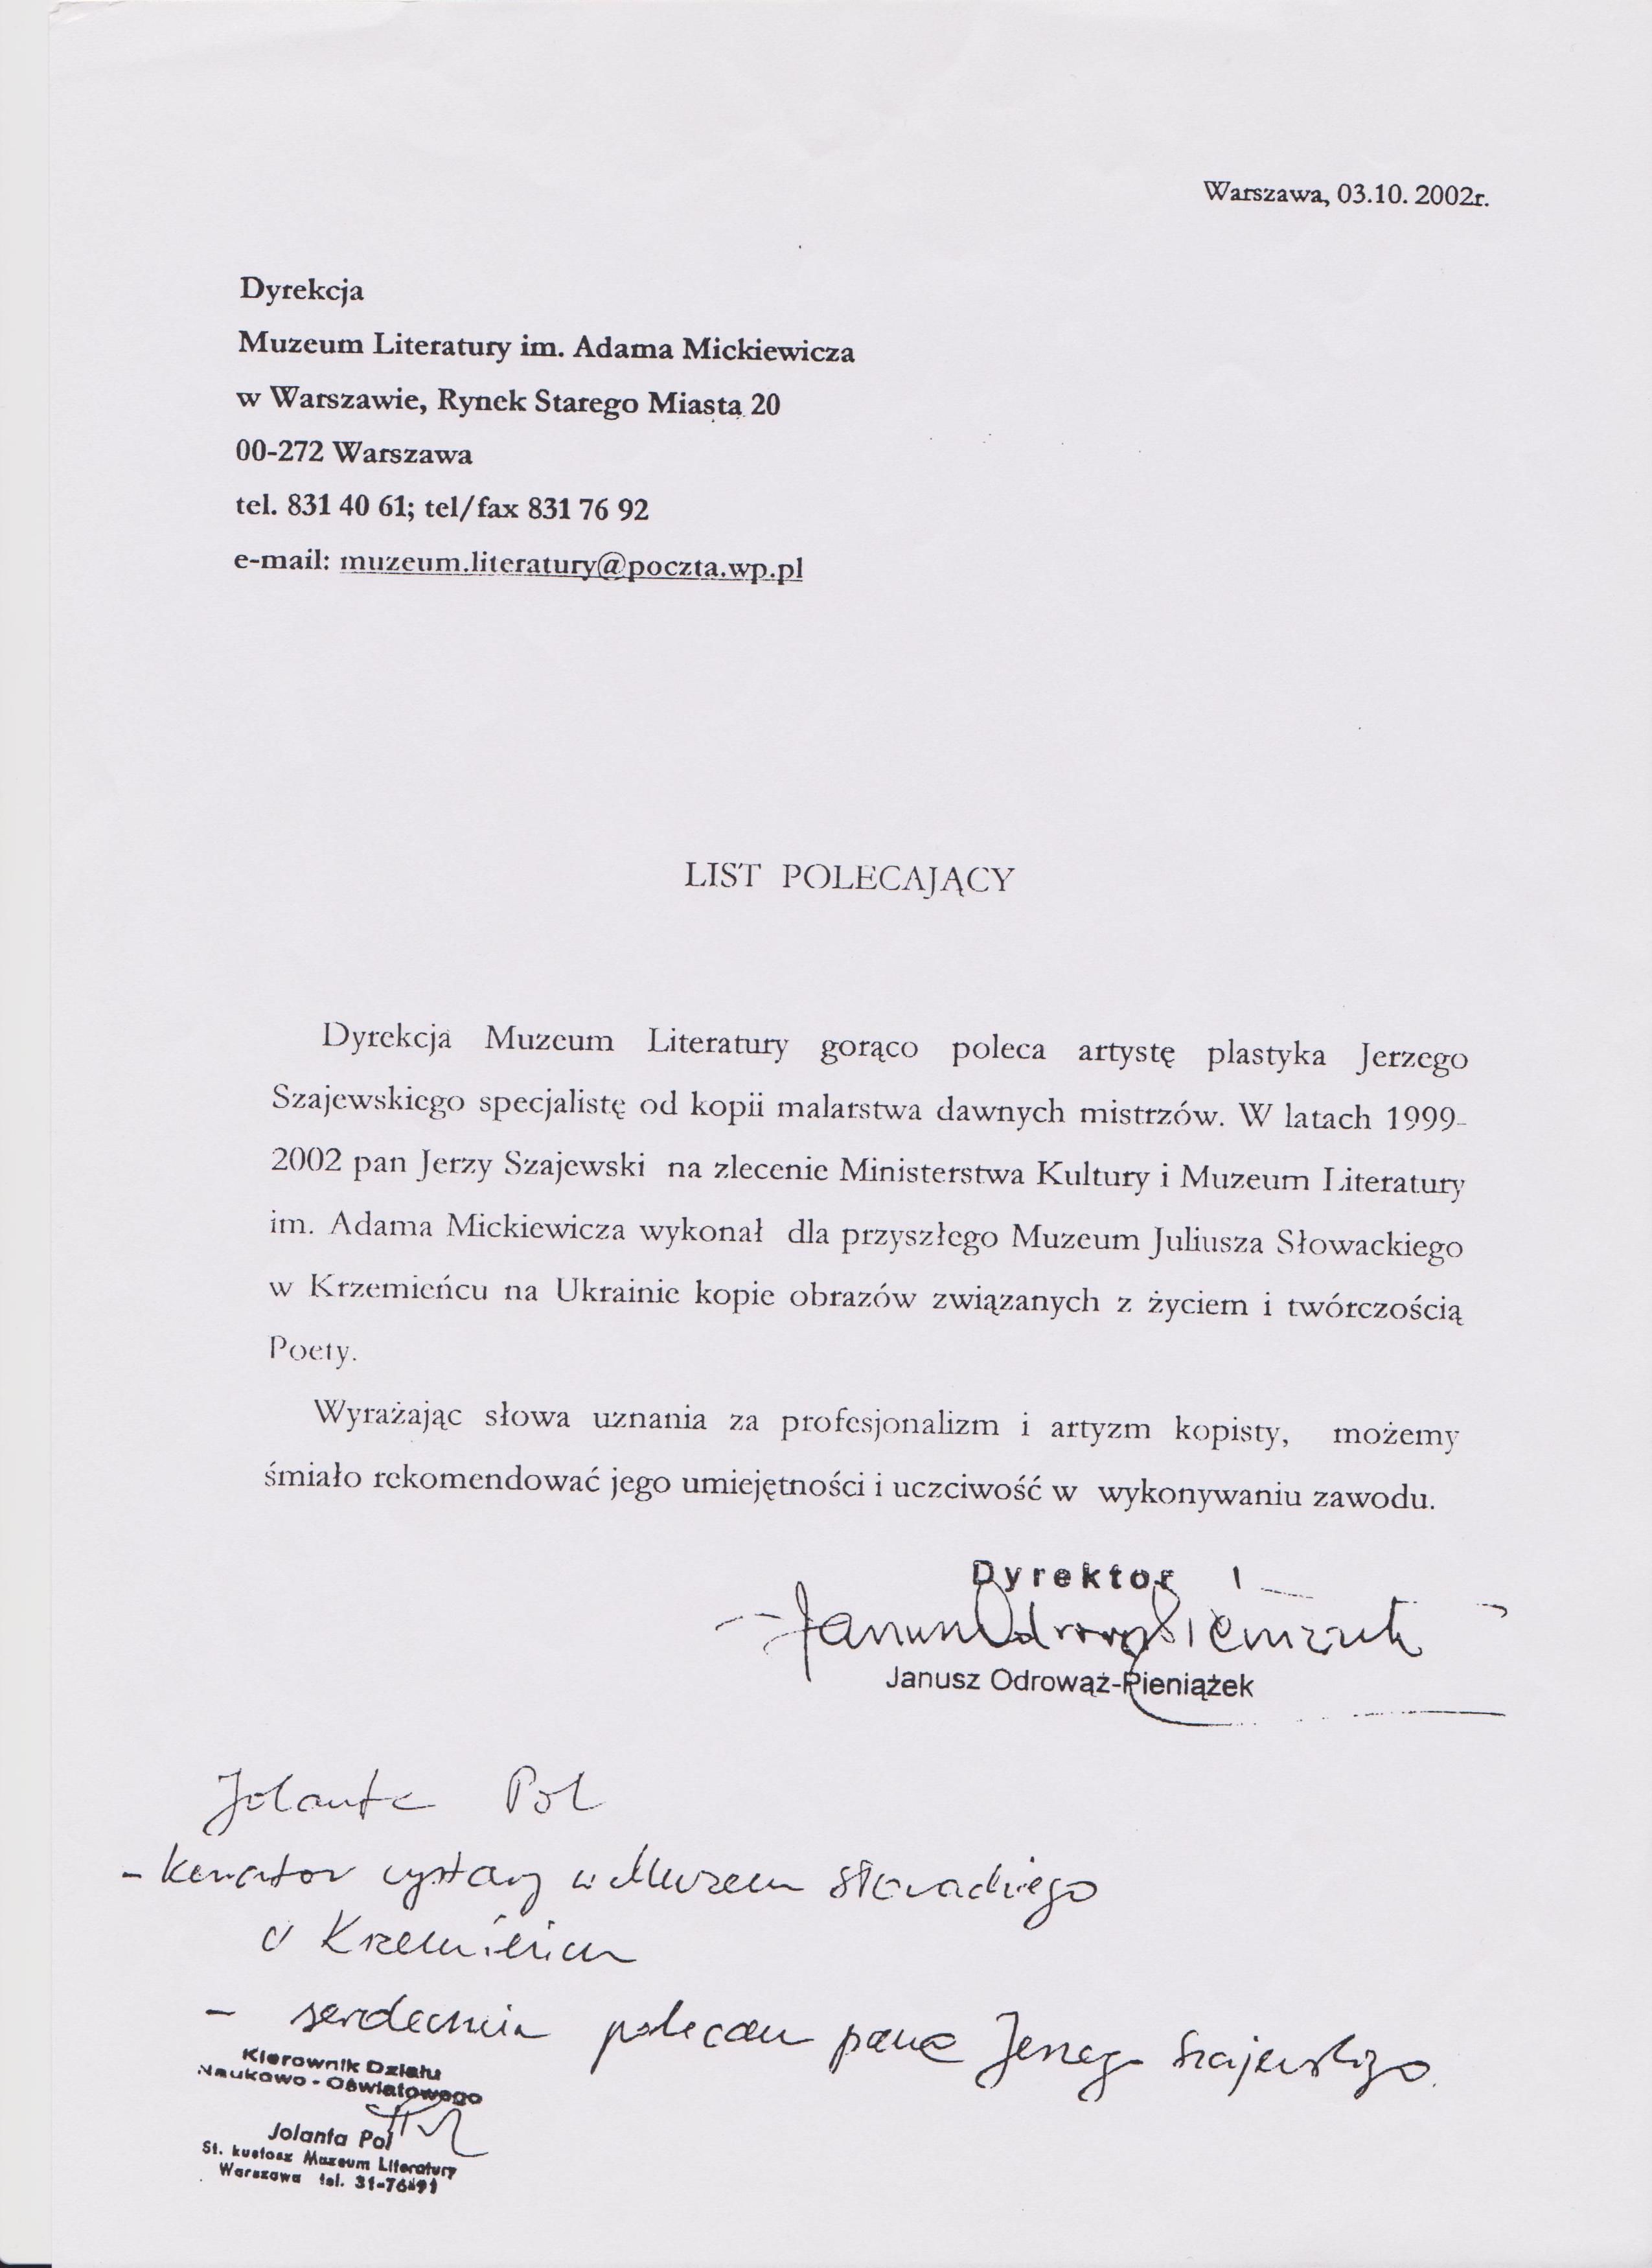 Warszawa, 03.10. 2002r.
Dyrekcja
Muzeum Literatury im. Adama Mickiewicza
w Warszawie, Rynek Starego Miasta 20
00-272 Warszawa
tel. 831 40 61; tel/fax 831 76 92
e-mail: muzeum.literatury@poczta.wp.pl
LIST POLECAJĄCY
Dyrekcja Muzeum Literatury gorąco poleca artystę plastyka Jerzego
Szajewskiego specjalistę od kopii malarstwa dawnych mistrzów. W latach 1999-
2002 pan Jerzy Szajewski na zlecenie Ministerstwa Kultury i Muzeum Literatury
im. Adama Mickiewicza wykonał dla przyszłego Muzeum Juliusza Słowackiego
w Krzemieńcu na Ukrainie kopie obrazów związanych z życiem i twórczością
Poety.
Wyrażając słowa uznania za profesjonalizm i artyzm kopisty, możemy
śmiało rekomendować jego umiejętności i uczciwość w wykonywaniu zawodu.
Dyrektor
Janusz Odrowąż-Pieniążek
Janusz Odrowąż-Pieniążek
Jolanta Pol
- kurator wystawy w Muzeum Słowackiego
w Krzemieńcu
- serdecznie polecam pana Jerzego Szajewskiego.
Kierownik Działu
Naukowo - Oświatowego
Jolanta Pol
St. kustosz Muzeum Literatury
Warszawa tel. 31-76-91